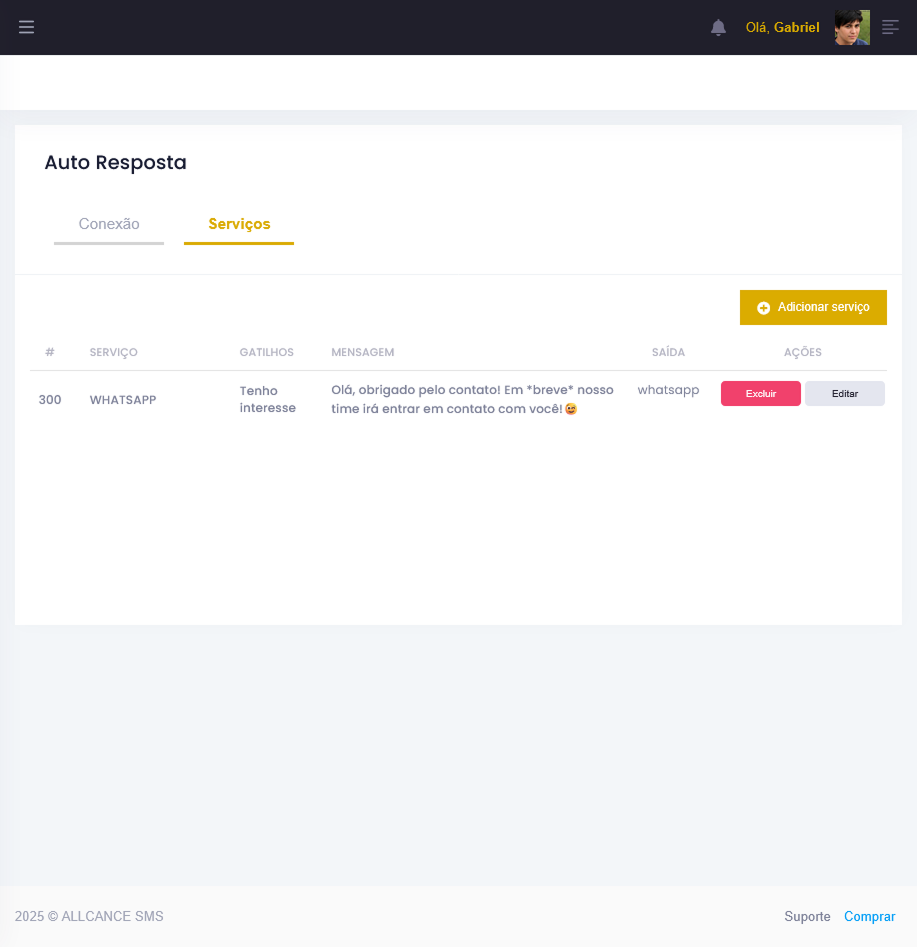 Olá, Gabriel
Auto Resposta
Conexão
Serviços
Adicionar serviço
# SERVIÇO GATILHOS MENSAGEM SAÍDA AÇÕES
300 WHATSAPP
Tenho
interesse
Olá, obrigado pelo contato! Em *breve* nosso
time irá entrar em contato com você!😅
whatsapp
Excluir
Editar
2025 © ALLCANCE SMS
Suporte Comprar